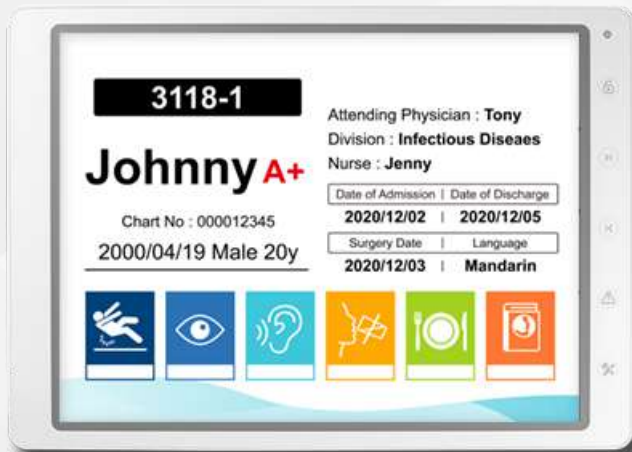 3118-1
Johnny A+
Chart No : 000012345
2000/04/19 Male 20y
Attending Physician : Tony
Division : Infectious Diseaes
Nurse : Jenny
Date of Admission | Date of Discharge
2020/12/02 | 2020/12/05
Surgery Date | Language
2020/12/03 | Mandarin